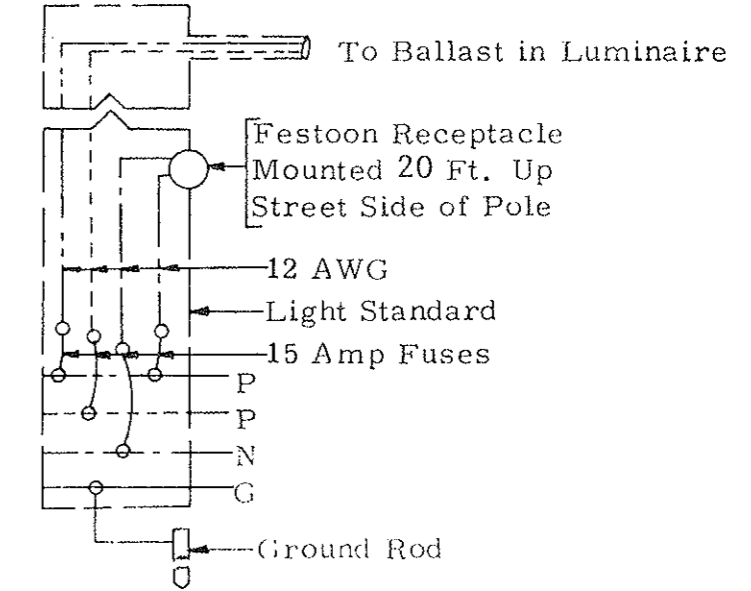 To Ballast in Luminaire
Festoon Receptacle
Mounted 20 Ft. Up
Street Side of Pole
12 AWG
Light Standard
15 Amp Fuses
P
P
N
G
Ground Rod